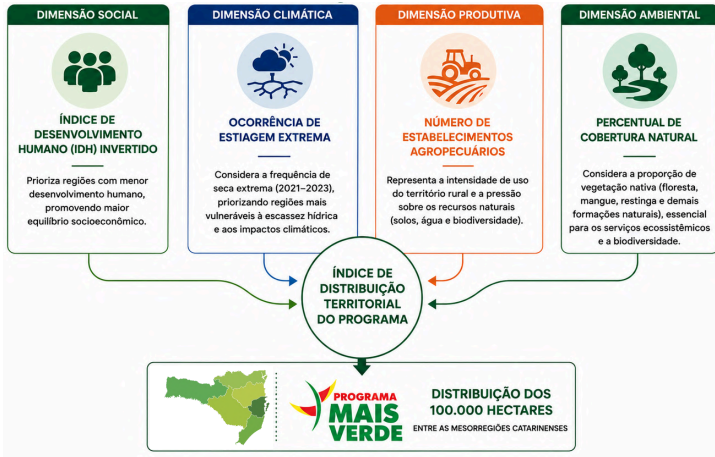 DIMENSÃO SOCIAL
ÍNDICE DE
DESENVOLVIMENTO
HUMANO (IDH) INVERTIDO
Prioriza regiões com menor
desenvolvimento humano,
promovendo maior
equilíbrio socioeconômico.
DIMENSÃO CLIMÁTICA
OCORRÊNCIA DE
ESTIAGEM EXTREMA
Considera a frequência de
seca extrema (2021–2023),
priorizando regiões mais
vulneráveis à escassez hídrica
e aos impactos climáticos.
DIMENSÃO PRODUTIVA
NÚMERO DE
ESTABELECIMENTOS
AGROPECUÁRIOS
Representa a intensidade de uso
do território rural e a pressão
sobre os recursos naturais
(solos, água e biodiversidade).
DIMENSÃO AMBIENTAL
PERCENTUAL DE
COBERTURA NATURAL
Considera a proporção de
vegetação nativa (floresta,
mangue, restinga e demais
formações naturais), essencial
para os serviços ecossistêmicos
e a biodiversidade.
ÍNDICE DE
DISTRIBUIÇÃO
TERRITORIAL
DO PROGRAMA
PROGRAMA
MAIS
VERDE
DISTRIBUIÇÃO DOS
100.000 HECTARES
ENTRE AS MESORREGIÕES CATARINENSES